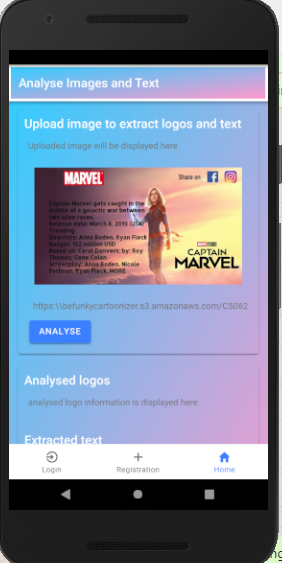 Analyse Images and Text
Upload image to extract logos and text
Uploaded image will be displayed here
MARVEL
Share on
Captain Marvel gets caught in the
middle of a galactic war between
two alien races.
Release date: March 8, 2019 (USA)
Trending
Directors: Anna Boden, Ryan Fleck
Budget: 152 million USD
Based on: Carol Danvers; by: Roy
Thomas; Gene Colan
Screenplay: Anna Boden, Nicole
Perlman, Ryan Fleck, MORE
CAPTAIN
MARVEL
https:\\befunkycartoonizer.s3.amazonaws.com/C5062
ANALYSE
Analysed logos
analysed logo information is displayed here.
Extracted text
Login
Registration
Home